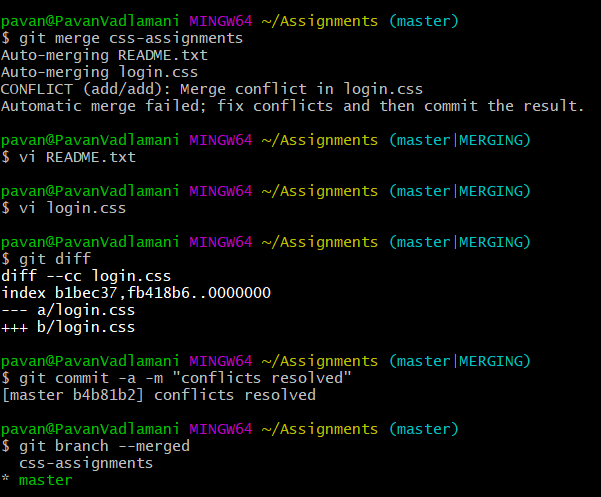 pavan@PavanVadlamani MINGW64 ~/Assignments (master)
$ git merge css-assignments
Auto-merging README.txt
Auto-merging login.css
CONFLICT (add/add): Merge conflict in login.css
Automatic merge failed; fix conflicts and then commit the result.
pavan@PavanVadlamani MINGW64 ~/Assignments (master|MERGING)
$ vi README.txt
pavan@PavanVadlamani MINGW64 ~/Assignments (master|MERGING)
$ vi login.css
pavan@PavanVadlamani MINGW64 ~/Assignments (master|MERGING)
$ git diff
diff --cc login.css
index b1bec37,fb418b6..0000000
--- a/login.css
+++ b/login.css
pavan@PavanVadlamani MINGW64 ~/Assignments (master|MERGING)
$ git commit -a -m "conflicts resolved"
[master b4b81b2] conflicts resolved
pavan@PavanVadlamani MINGW64 ~/Assignments (master)
$ git branch --merged
  css-assignments
* master